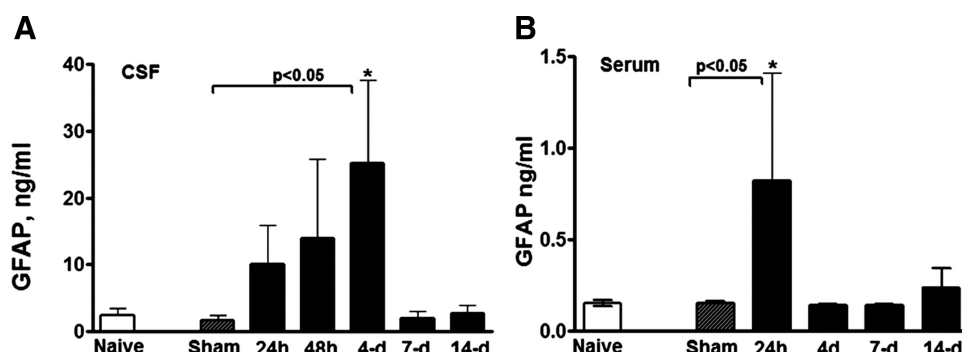 A
B
40
30
20
10
0
GFAP, ng/ml
CSF
p<0.05
*
Naive Sham 24h 48h 4-d 7-d 14-d
1.5
1.0
0.5
0.0
GFAP ng/ml
Serum
p<0.05
*
Naive Sham 24h 4d 7-d 14-d